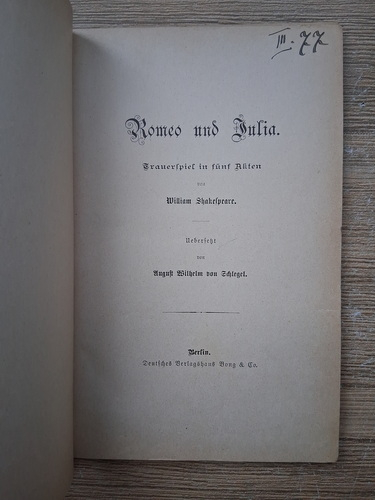 III. 77
Romeo und Julia.
Trauerspiel in fünf Akten
von
William Shakespeare.
Uebersetzt
von
August Wilhelm von Schlegel.
Berlin.
Deutsches Verlagshaus Bong & Co.